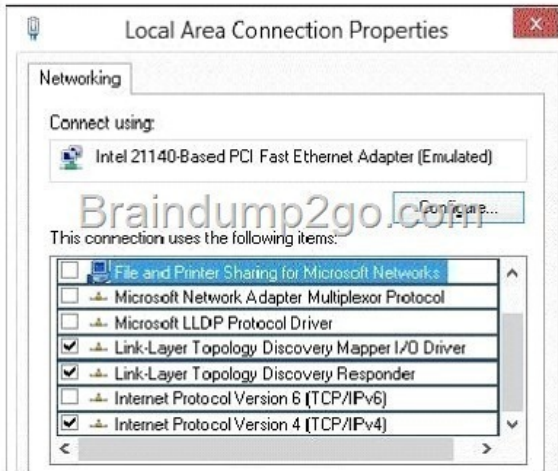 Local Area Connection Properties
Networking
Connect using:
Intel 21140-Based PCI Fast Ethernet Adapter (Emulated)
Braindump2go.com
Configure...
This connection uses the following items:
File and Printer Sharing for Microsoft Networks
Microsoft Network Adapter Multiplexor Protocol
Microsoft LLDP Protocol Driver
Link-Layer Topology Discovery Mapper I/O Driver
Link-Layer Topology Discovery Responder
Internet Protocol Version 6 (TCP/IPv6)
Internet Protocol Version 4 (TCP/IPv4)